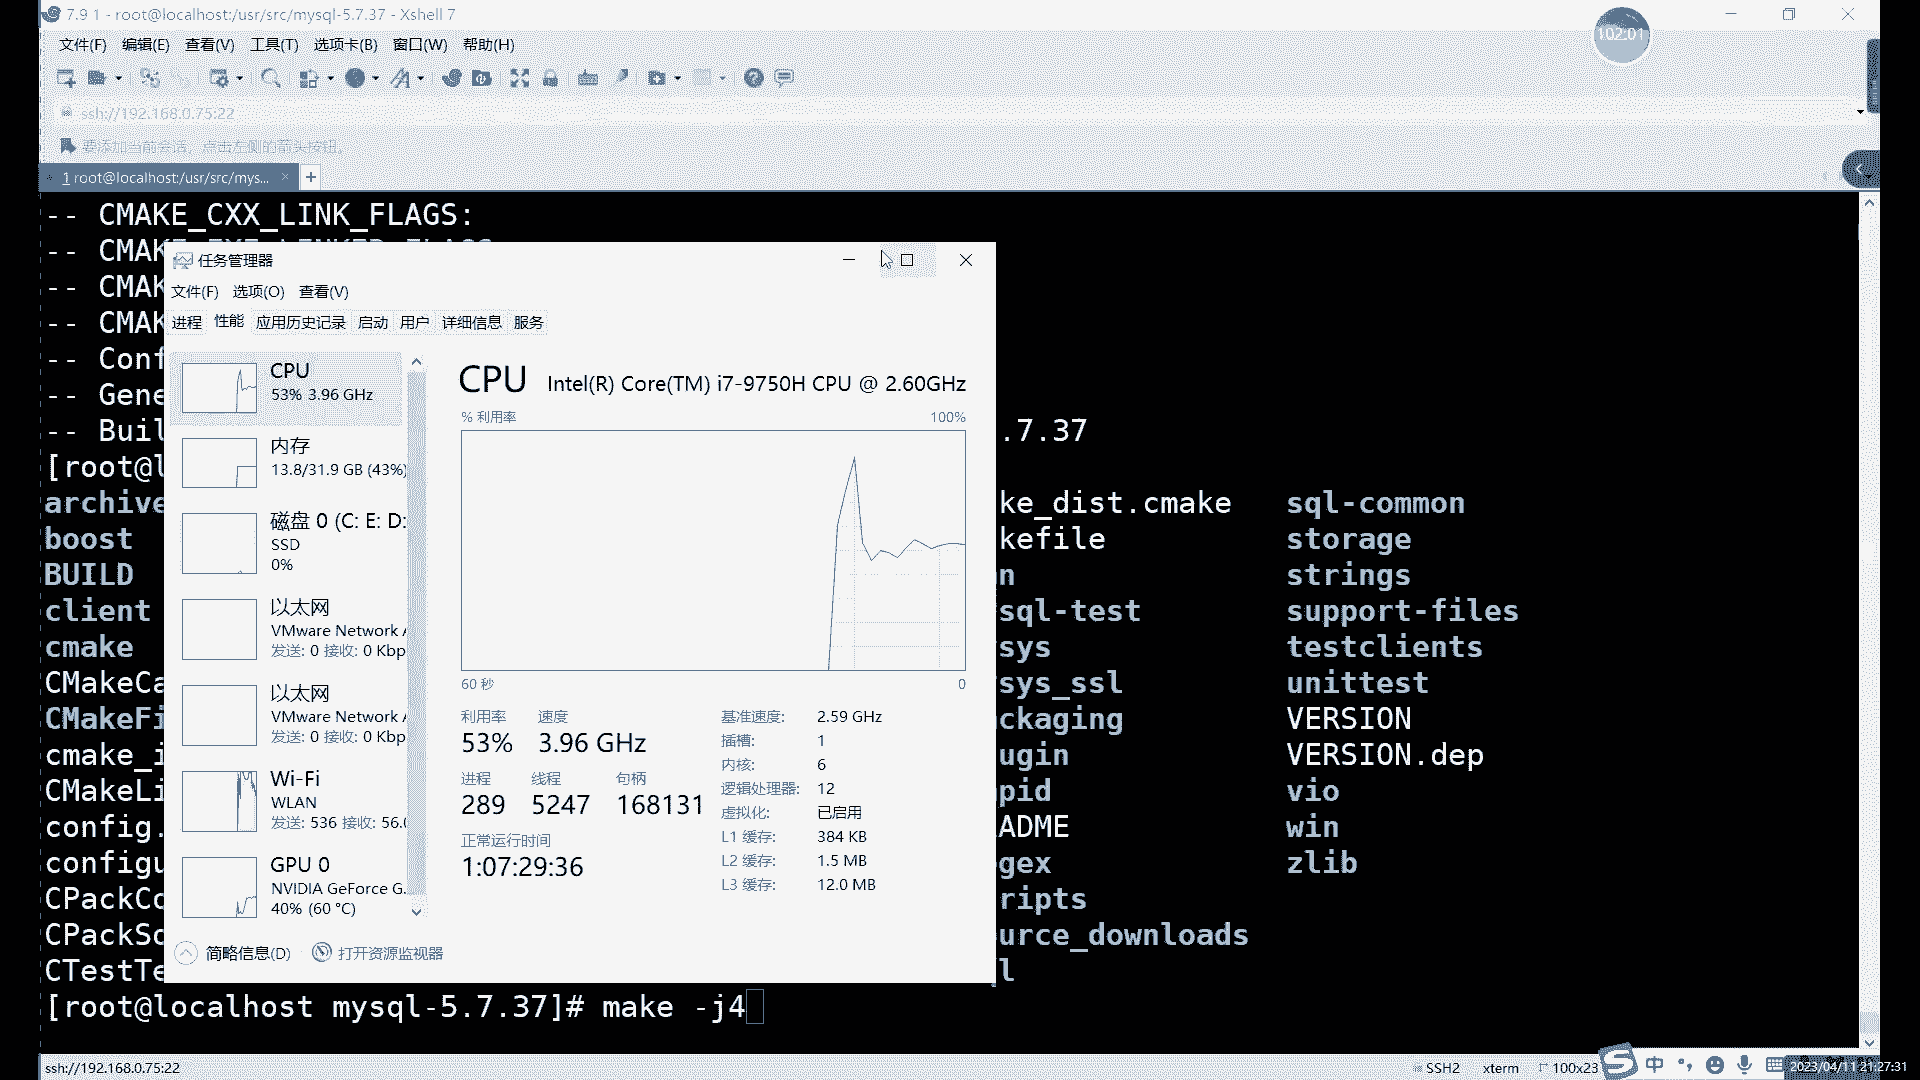 7.9 1 - root@localhost:/usr/src/mysql-5.7.37 - Xshell 7
1:02:01
文件(F) 编辑(E) 查看(V) 工具(T) 选项卡(B) 窗口(W) 帮助(H)
ssh://192.168.0.75:22
要添加当前会话，点击左侧的箭头按钮。
1 root@localhost:/usr/src/mys... × +
-- CMAKE_CXX_LINK_FLAGS:
-- CMAKE_EXE_LINKER_FLAGS
-- CMAK
-- CMAK
-- Conf
-- Gene
-- Buil .7.37
[root@l
archive ke_dist.cmake sql-common
boost kefile storage
BUILD n strings
client sql-test support-files
cmake sys testclients
CMakeCa sys_ssl unittest
CMakeFi ckaging VERSION
cmake_i ugin VERSION.dep
CMakeLi pid vio
config. ADME win
configu gex zlib
CPackCo ripts
CPackSo urce_downloads
CTestTe l
[root@localhost mysql-5.7.37]# make -j4
任务管理器
文件(F) 选项(O) 查看(V)
进程 性能 应用历史记录 启动 用户 详细信息 服务
CPU
53% 3.96 GHz
内存
13.8/31.9 GB (43%)
磁盘 0 (C: E: D:
SSD
0%
以太网
VMware Network A
发送: 0 接收: 0 Kbp
以太网
VMware Network A
发送: 0 接收: 0 Kbp
Wi-Fi
WLAN
发送: 536 接收: 56.0
GPU 0
NVIDIA GeForce G.
40% (60 °C)
CPU Intel(R) Core(TM) i7-9750H CPU @ 2.60GHz
% 利用率 100%
60 秒 0
利用率 速度
53% 3.96 GHz
进程 线程 句柄
289 5247 168131
正常运行时间
1:07:29:36
基准速度: 2.59 GHz
插槽: 1
内核: 6
逻辑处理器: 12
虚拟化: 已启用
L1 缓存: 384 KB
L2 缓存: 1.5 MB
L3 缓存: 12.0 MB
简略信息(D) 打开资源监视器
ssh://192.168.0.75:22 SSH2 xterm 100x23 中 2023/04/11 21:27:31